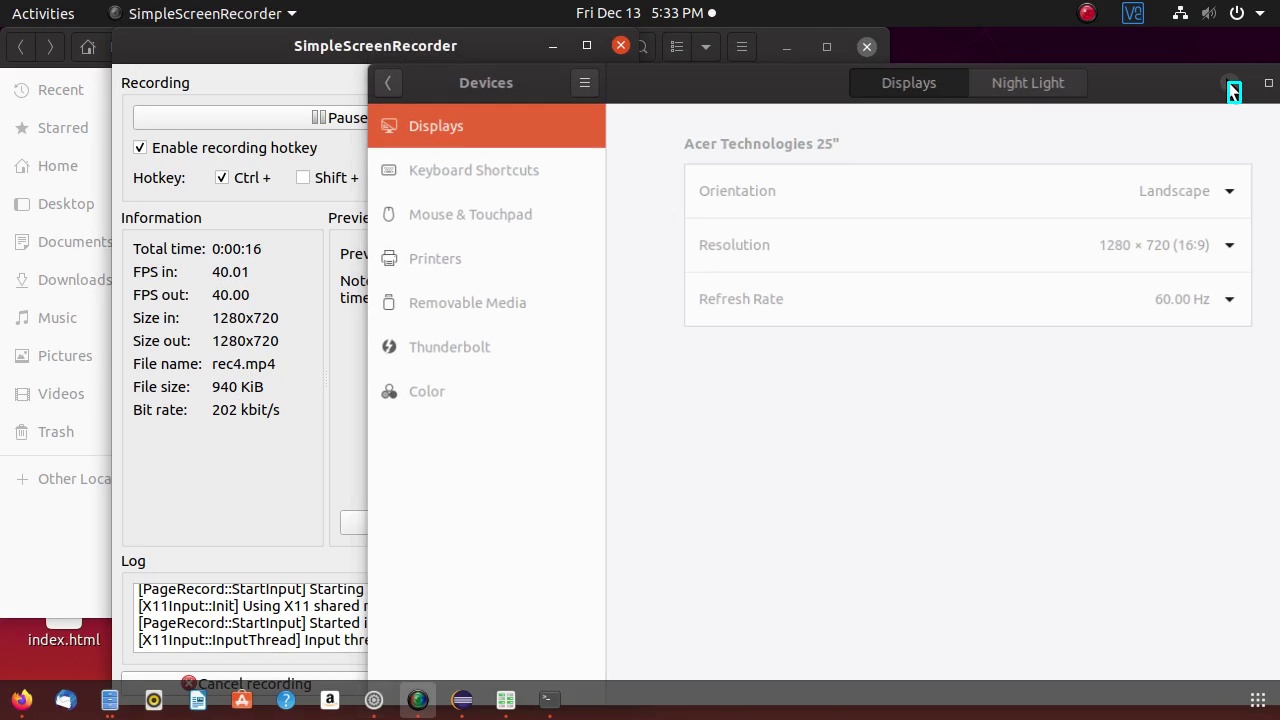 Activities
SimpleScreenRecorder
Fri Dec 13 5:33 PM
SimpleScreenRecorder
Recent
Starred
Home
Desktop
Documents
Downloads
Music
Pictures
Videos
Trash
Other Loca
index.html
Recording
Pause
Enable recording hotkey
Hotkey: Ctrl + Shift +
Information
Total time: 0:00:16
FPS in: 40.01
FPS out: 40.00
Size in: 1280x720
Size out: 1280x720
File name: rec4.mp4
File size: 940 KiB
Bit rate: 202 kbit/s
Previe
Prev
Note
time
Log
[PageRecord::StartInput] Starting
[X11Input::Init] Using X11 shared
[PageRecord::StartInput] Started i
[X11Input::InputThread] Input thre
Cancel recording
Devices
Displays
Night Light
Displays
Keyboard Shortcuts
Mouse & Touchpad
Printers
Removable Media
Thunderbolt
Color
Acer Technologies 25"
Orientation Landscape
Resolution 1280 × 720 (16:9)
Refresh Rate 60.00 Hz